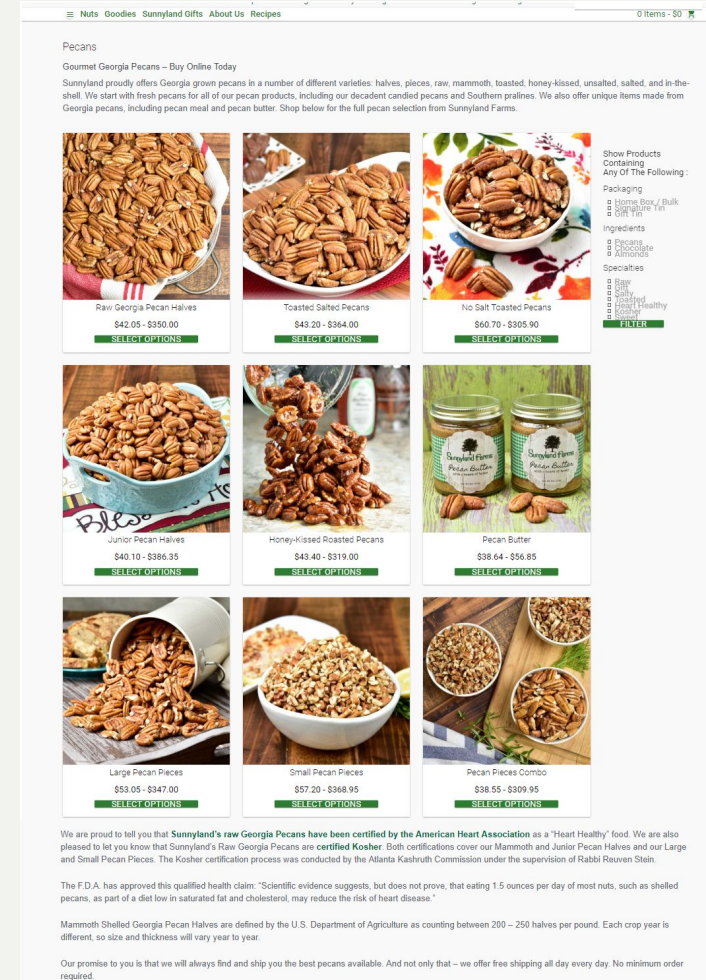 ≡ Nuts Goodies Sunnyland Gifts About Us Recipes
0 Items - $0
Pecans
Gourmet Georgia Pecans – Buy Online Today
Sunnyland proudly offers Georgia grown pecans in a number of different varieties: halves, pieces, raw, mammoth, toasted, honey-kissed, unsalted, salted, and in-the-
shell. We start with fresh pecans for all of our pecan products, including our decadent candied pecans and Southern pralines. We also offer unique items made from
Georgia pecans, including pecan meal and pecan butter. Shop below for the full pecan selection from Sunnyland Farms.
Raw Georgia Pecan Halves
$42.05 - $350.00
SELECT OPTIONS
Toasted Salted Pecans
$43.20 - $364.00
SELECT OPTIONS
No Salt Toasted Pecans
$60.70 - $305.90
SELECT OPTIONS
Show Products
Containing
Any Of The Following :
Packaging
Home Box / Bulk
Signature Tin
Gift Tin
Ingredients
Pecans
Chocolate
Almonds
Specialties
Raw
Gift
Salty
Toasted
Heart Healthy
Kosher
Sweet
FILTER
Bless
Junior Pecan Halves
$40.10 - $386.35
SELECT OPTIONS
Honey-Kissed Roasted Pecans
$43.40 - $319.00
SELECT OPTIONS
Sunnyland Farms
Pecan Butter
Sunnyland Farms
Pecan Butter
Pecan Butter
$38.64 - $56.85
SELECT OPTIONS
Large Pecan Pieces
$53.05 - $347.00
SELECT OPTIONS
Small Pecan Pieces
$57.20 - $368.95
SELECT OPTIONS
Pecan Pieces Combo
$38.55 - $309.95
SELECT OPTIONS
We are proud to tell you that Sunnyland's raw Georgia Pecans have been certified by the American Heart Association as a “Heart Healthy” food. We are also
pleased to let you know that Sunnyland's Raw Georgia Pecans are certified Kosher. Both certifications cover our Mammoth and Junior Pecan Halves and our Large
and Small Pecan Pieces. The Kosher certification process was conducted by the Atlanta Kashruth Commission under the supervision of Rabbi Reuven Stein.
The F.D.A. has approved this qualified health claim: “Scientific evidence suggests, but does not prove, that eating 1.5 ounces per day of most nuts, such as shelled
pecans, as part of a diet low in saturated fat and cholesterol, may reduce the risk of heart disease.”
Mammoth Shelled Georgia Pecan Halves are defined by the U.S. Department of Agriculture as counting between 200 – 250 halves per pound. Each crop year is
different, so size and thickness will vary year to year.
Our promise to you is that we will always find and ship you the best pecans available. And not only that – we offer free shipping all day every day. No minimum order
required.